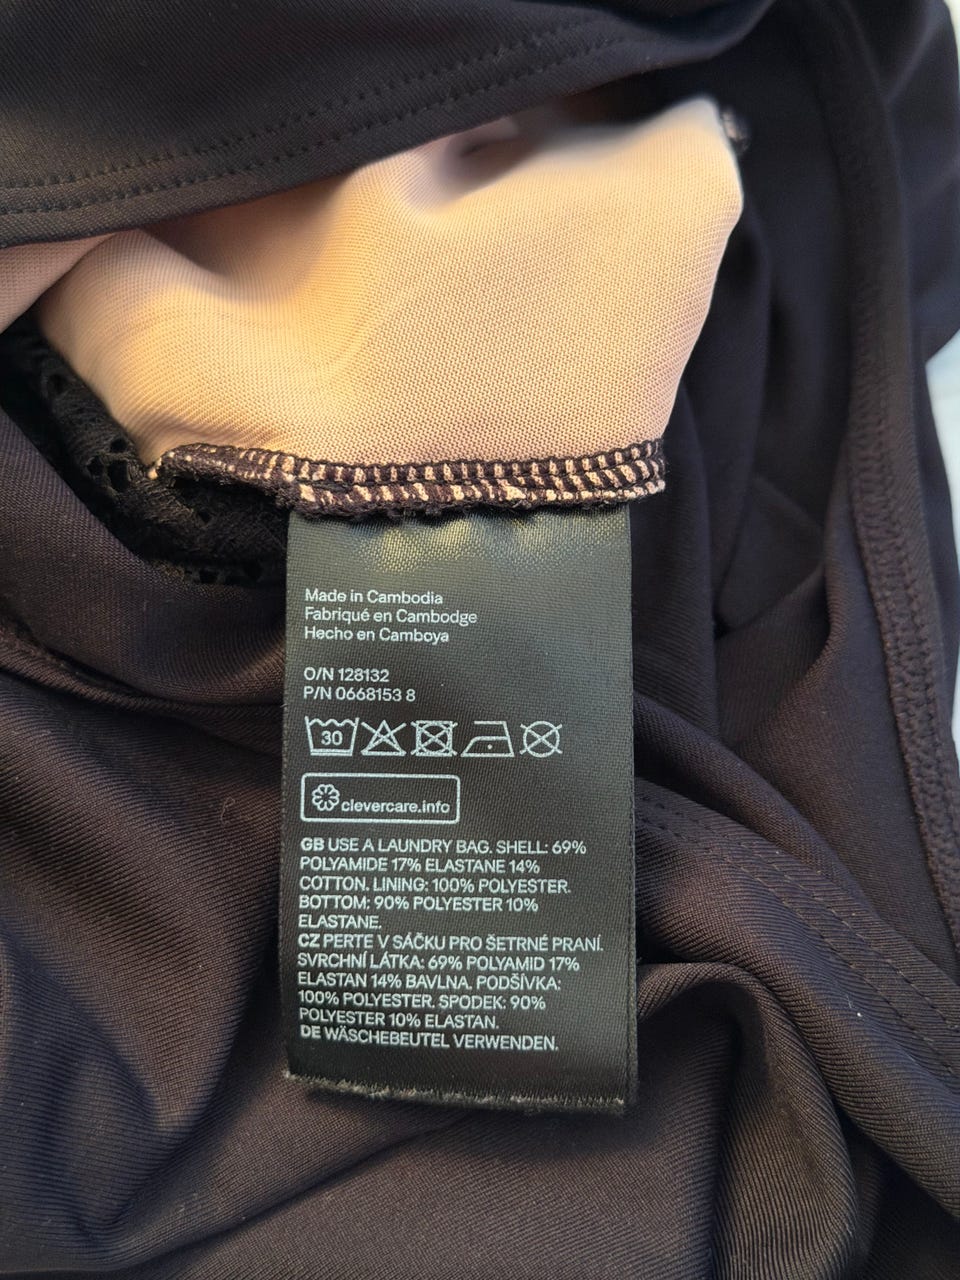 Made in Cambodia
Fabriqué en Cambodge
Hecho en Camboya
O/N 128132
P/N 0668153 8
30
clevercare.info
GB USE A LAUNDRY BAG. SHELL: 69%
POLYAMIDE 17% ELASTANE 14%
COTTON. LINING: 100% POLYESTER.
BOTTOM: 90% POLYESTER 10%
ELASTANE.
CZ PERTE V SÁČKU PRO ŠETRNÉ PRANÍ.
SVRCHNÍ LÁTKA: 69% POLYAMID 17%
ELASTAN 14% BAVLNA. PODŠÍVKA:
100% POLYESTER. SPODEK: 90%
POLYESTER 10% ELASTAN.
DE WÄSCHEBEUTEL VERWENDEN.